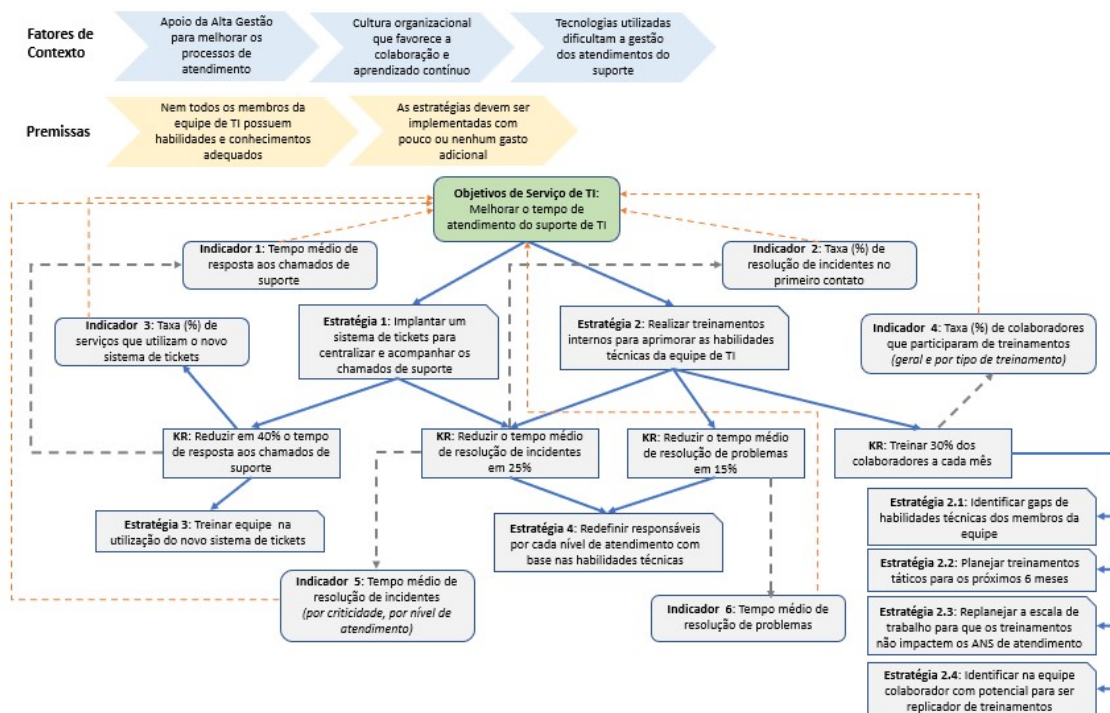 Fatores de
Contexto
Apoio da Alta Gestão
para melhorar os
processos de
atendimento
Cultura organizacional
que favorece a
colaboração e
aprendizado contínuo
Tecnologias utilizadas
dificultam a gestão
dos atendimentos do
suporte
Premissas
Nem todos os membros da
equipe de TI possuem
habilidades e conhecimentos
adequados
As estratégias devem ser
implementadas com
pouco ou nenhum gasto
adicional
Objetivos de Serviço de TI:
Melhorar o tempo de
atendimento do suporte de TI
Indicador 1: Tempo médio de
resposta aos chamados de
suporte
Indicador 2: Taxa (%) de
resolução de incidentes no
primeiro contato
Indicador 3: Taxa (%) de
serviços que utilizam o novo
sistema de tickets
Estratégia 1: Implantar um
sistema de tickets para
centralizar e acompanhar os
chamados de suporte
Estratégia 2: Realizar treinamentos
internos para aprimorar as habilidades
técnicas da equipe de TI
Indicador 4: Taxa (%) de colaboradores
que participaram de treinamentos
(geral e por tipo de treinamento)
KR: Reduzir em 40% o tempo
de resposta aos chamados
de suporte
KR: Reduzir o tempo médio
de resolução de incidentes
em 25%
KR: Reduzir o tempo médio
de resolução de problemas
em 15%
KR: Treinar 30% dos
colaboradores a cada mês
Estratégia 3: Treinar equipe na
utilização do novo sistema de tickets
Estratégia 4: Redefinir responsáveis
por cada nível de atendimento com
base nas habilidades técnicas
Estratégia 2.1: Identificar gaps de
habilidades técnicas dos membros da
equipe
Estratégia 2.2: Planejar treinamentos
táticos para os próximos 6 meses
Indicador 5: Tempo médio de
resolução de incidentes
(por criticidade, por nível de
atendimento)
Indicador 6: Tempo médio de
resolução de problemas
Estratégia 2.3: Replanejar a escala de
trabalho para que os treinamentos
não impactem os ANS de atendimento
Estratégia 2.4: Identificar na equipe
colaborador com potencial para ser
replicador de treinamentos